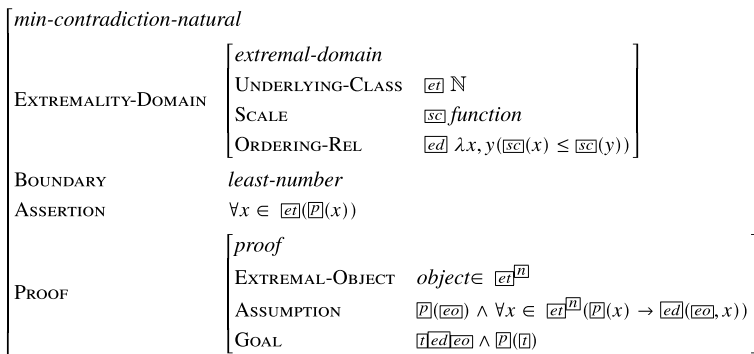 min-contradiction-natural
extremal-domain
UNDERLYING-CLASS et ℕ
EXTREMALITY-DOMAIN SCALE sc function
ORDERING-REL ed λx, y(sc(x) ≤ sc(y))
BOUNDARY least-number
ASSERTION ∀x ∈ et(p(x))
proof
EXTREMAL-OBJECT object∈ et^n
PROOF ASSUMPTION p(eo) ∧ ∀x ∈ et^n(p(x) → ed(eo, x))
GOAL t ed eo ∧ p(t)